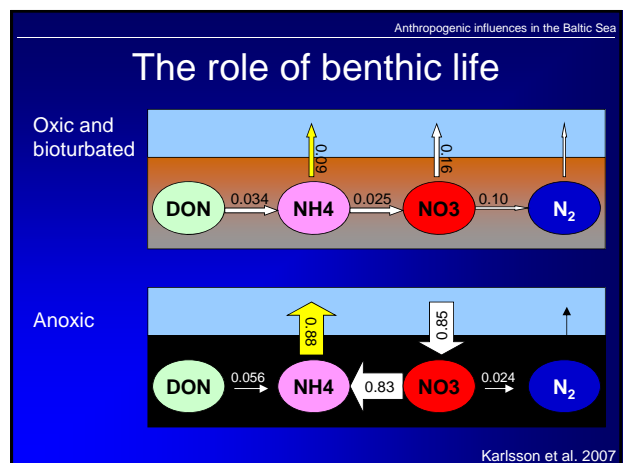 Anthropogenic influences in the Baltic Sea
The role of benthic life
Oxic and
bioturbated
0.09
0.16
DON
0.034
NH4
0.025
NO3
0.10
N₂
Anoxic
0.88
0.85
DON
0.056
NH4
0.83
NO3
0.024
N₂
Karlsson et al. 2007